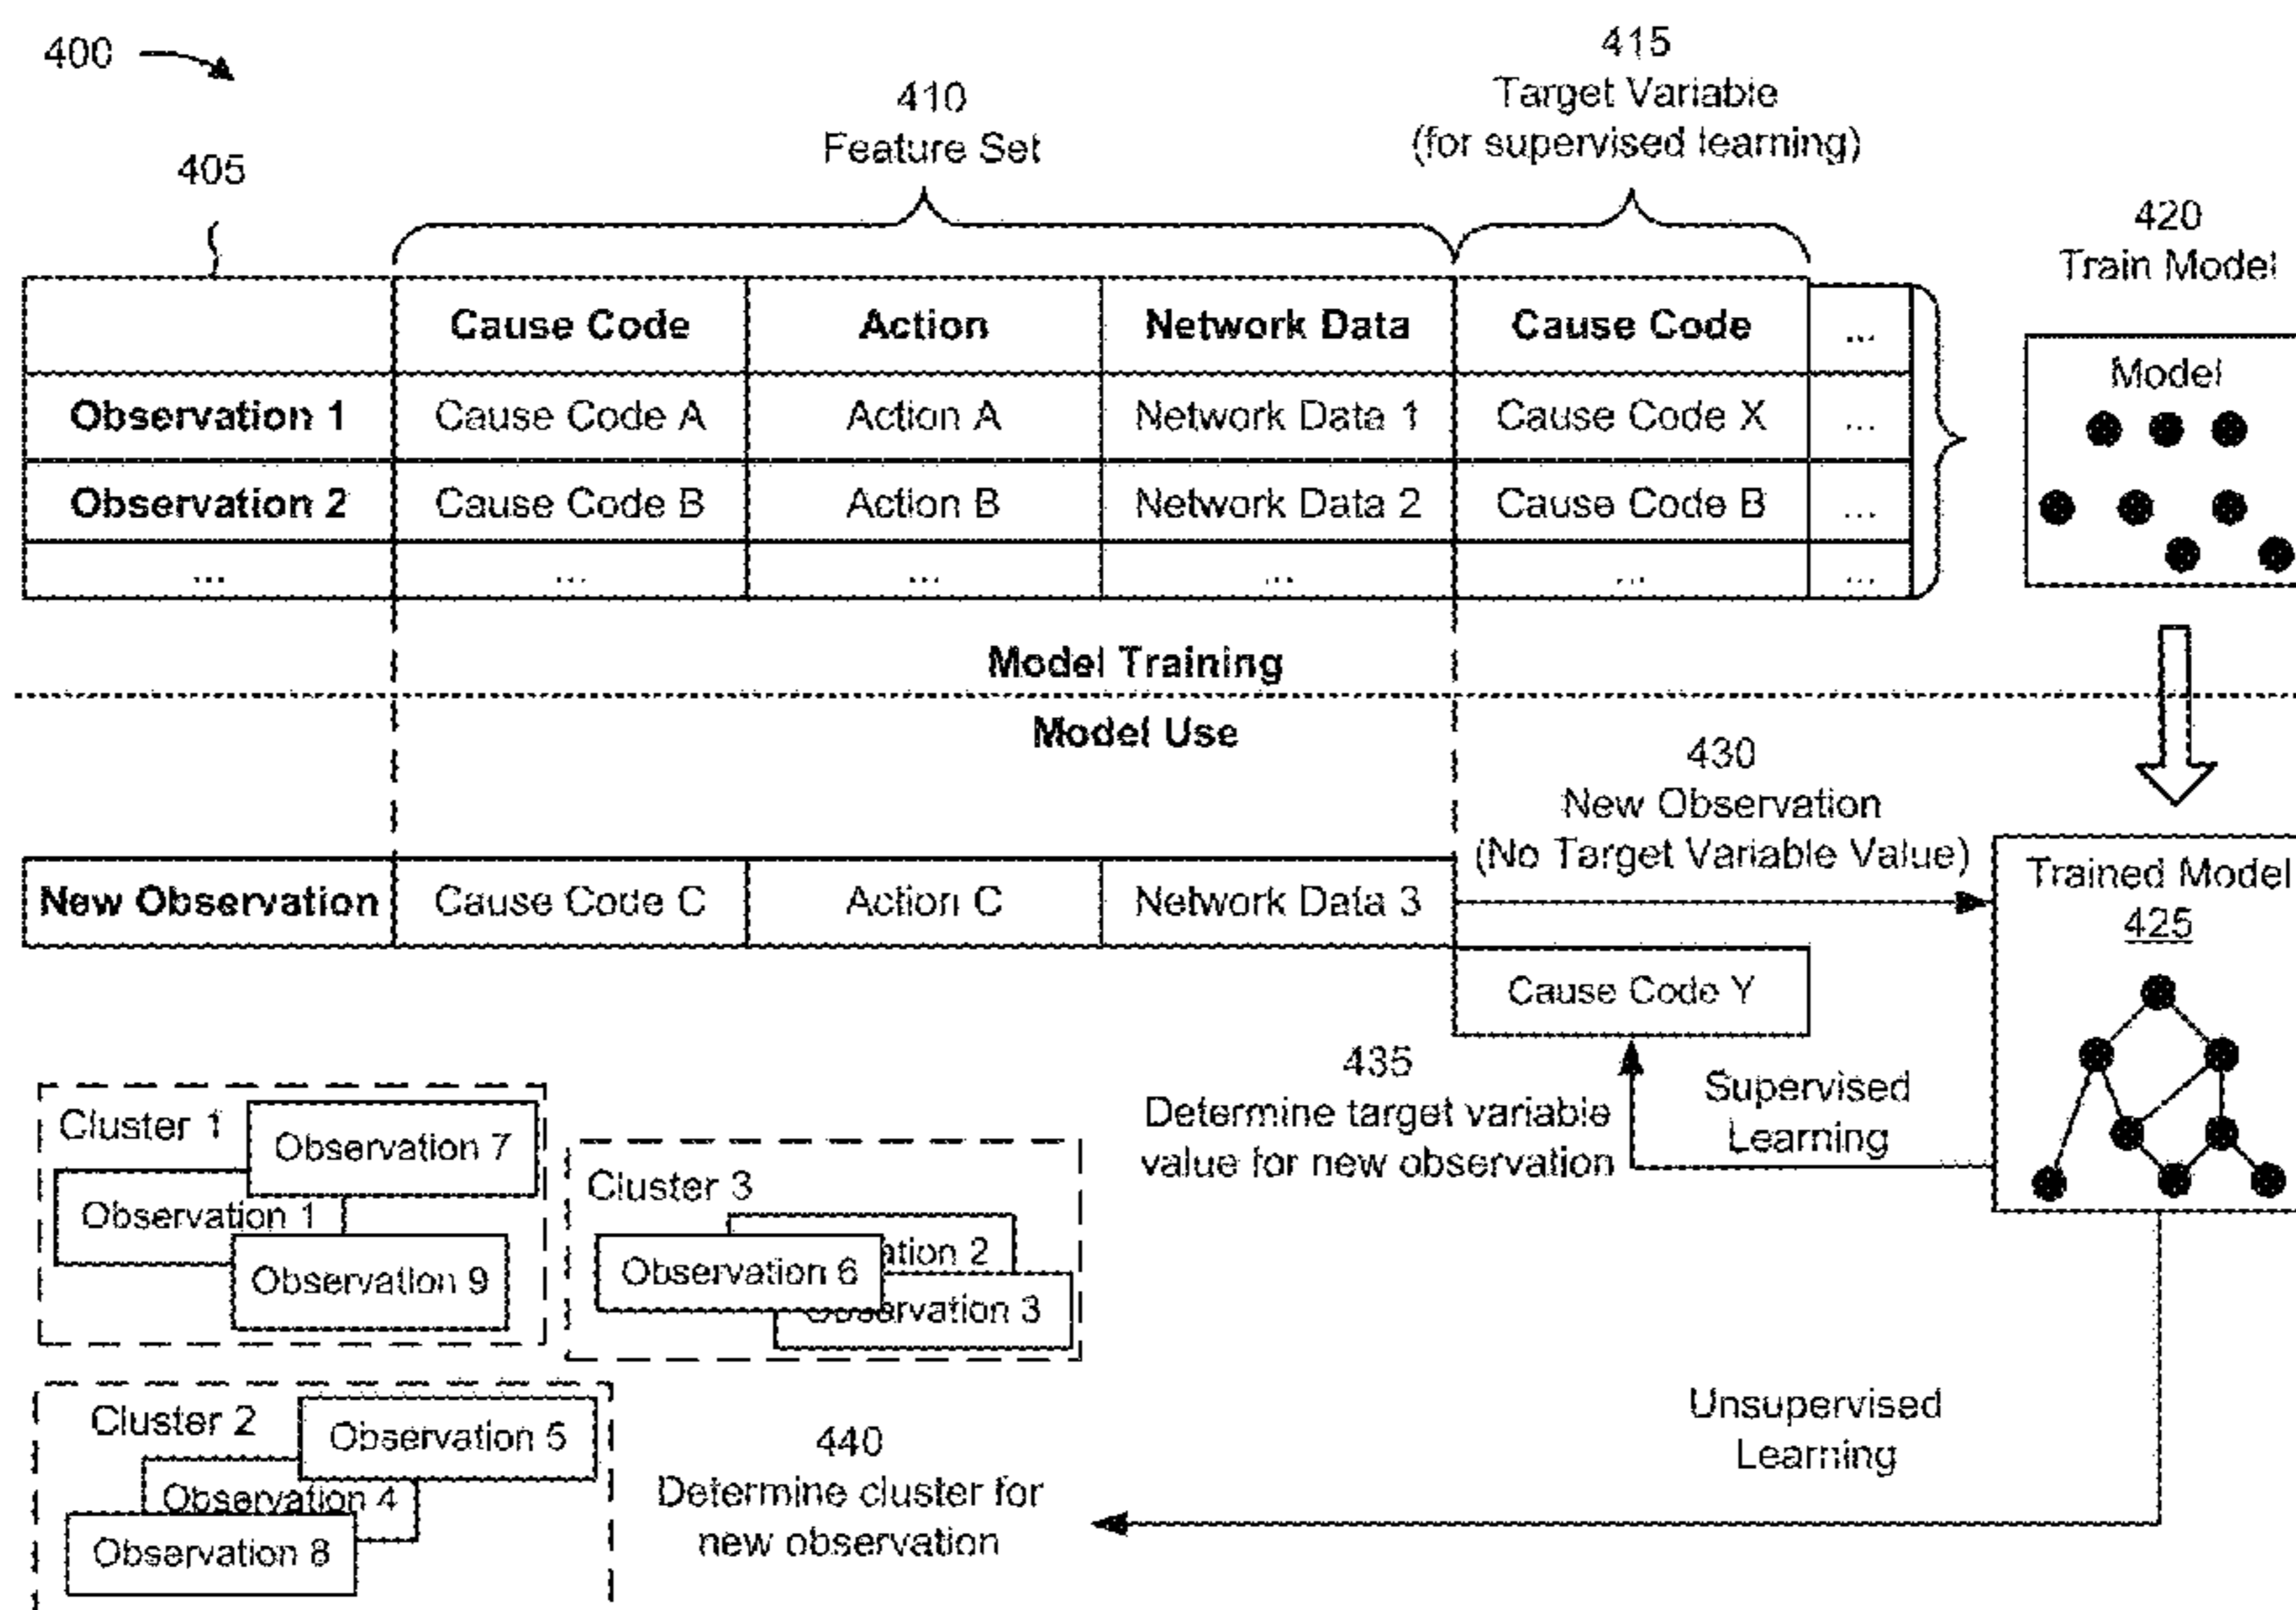 400
415
Target Variable
(for supervised learning)
410
Feature Set
405
420
Train Model
Cause Code Action Network Data Cause Code ...
Observation 1 Cause Code A Action A Network Data 1 Cause Code X ...
Observation 2 Cause Code B Action B Network Data 2 Cause Code B ...
... ... ... ... ... ...
Model
Model Training
Model Use
430
New Observation
(No Target Variable Value)
New Observation Cause Code C Action C Network Data 3
Trained Model
425
Cause Code Y
435
Determine target variable
value for new observation
Supervised
Learning
Cluster 1
Observation 7
Observation 1
Observation 9
Cluster 3
ation 2
Observation 6
Observation 3
Cluster 2
Observation 5
Observation 4
Observation 8
440
Determine cluster for
new observation
Unsupervised
Learning